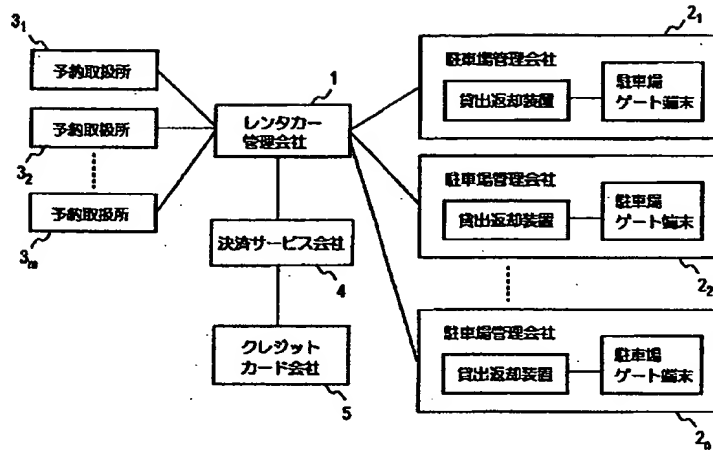 3₁
予約取扱所
予約取扱所
3₂
予約取扱所
3m
1
レンタカー
管理会社
決済サービス会社
4
クレジット
カード会社
5
2₁
駐車場管理会社
貸出返却装置
駐車場
ゲート端末
駐車場管理会社
貸出返却装置
駐車場
ゲート端末
2₂
駐車場管理会社
貸出返却装置
駐車場
ゲート端末
2n